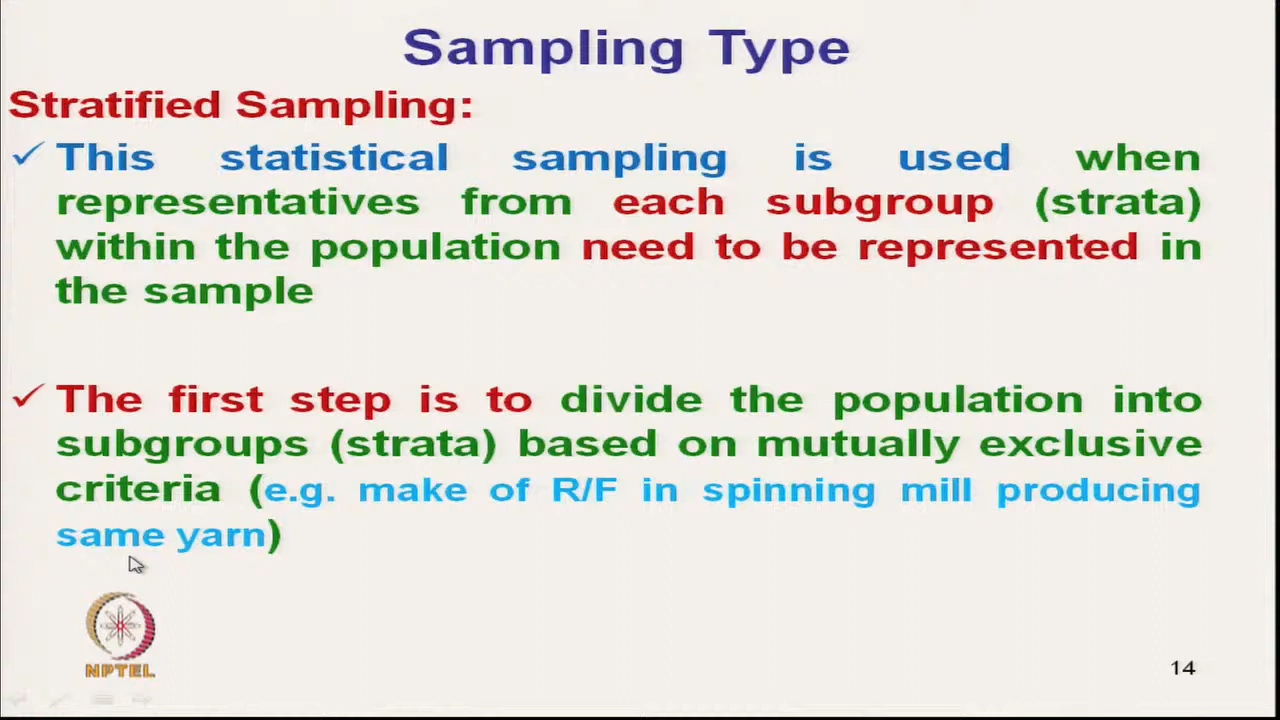 Sampling Type
Stratified Sampling:
✓ This statistical sampling is used when
representatives from each subgroup (strata)
within the population need to be represented in
the sample
✓ The first step is to divide the population into
subgroups (strata) based on mutually exclusive
criteria (e.g. make of R/F in spinning mill producing
same yarn)
NPTEL
14